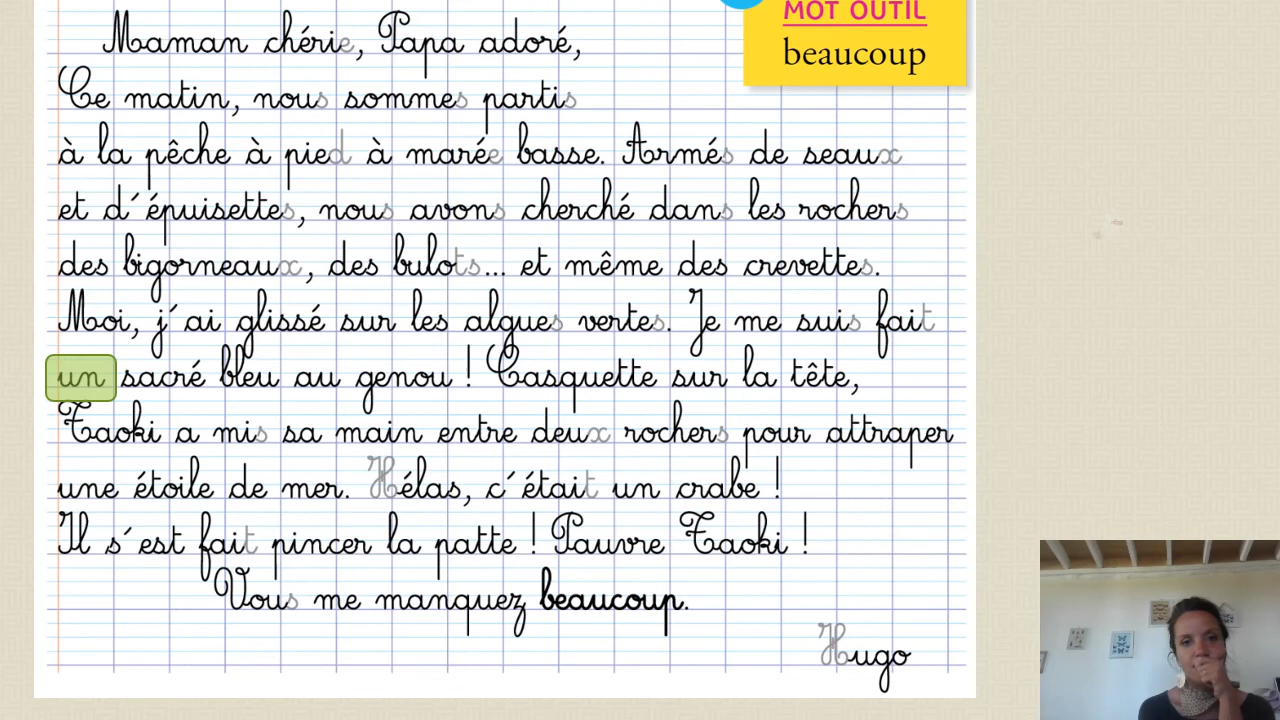 MOT OUTIL
beaucoup
Maman chérie, Papa adoré,
Ce matin, nous sommes partis
à la pêche à pied à marée basse. Armés de seaux
et d'épuisettes, nous avons cherché dans les rochers
des bigorneaux, des bulots... et même des crevettes.
Moi, j'ai glissé sur les algues vertes. Je me suis fait
un sacré bleu au genou ! Casquette sur la tête,
Taoki a mis sa main entre deux rochers pour attraper
une étoile de mer. Hélas, c'était un crabe !
Il s'est fait pincer la patte ! Pauvre Taoki !
Vous me manquez beaucoup.
Hugo